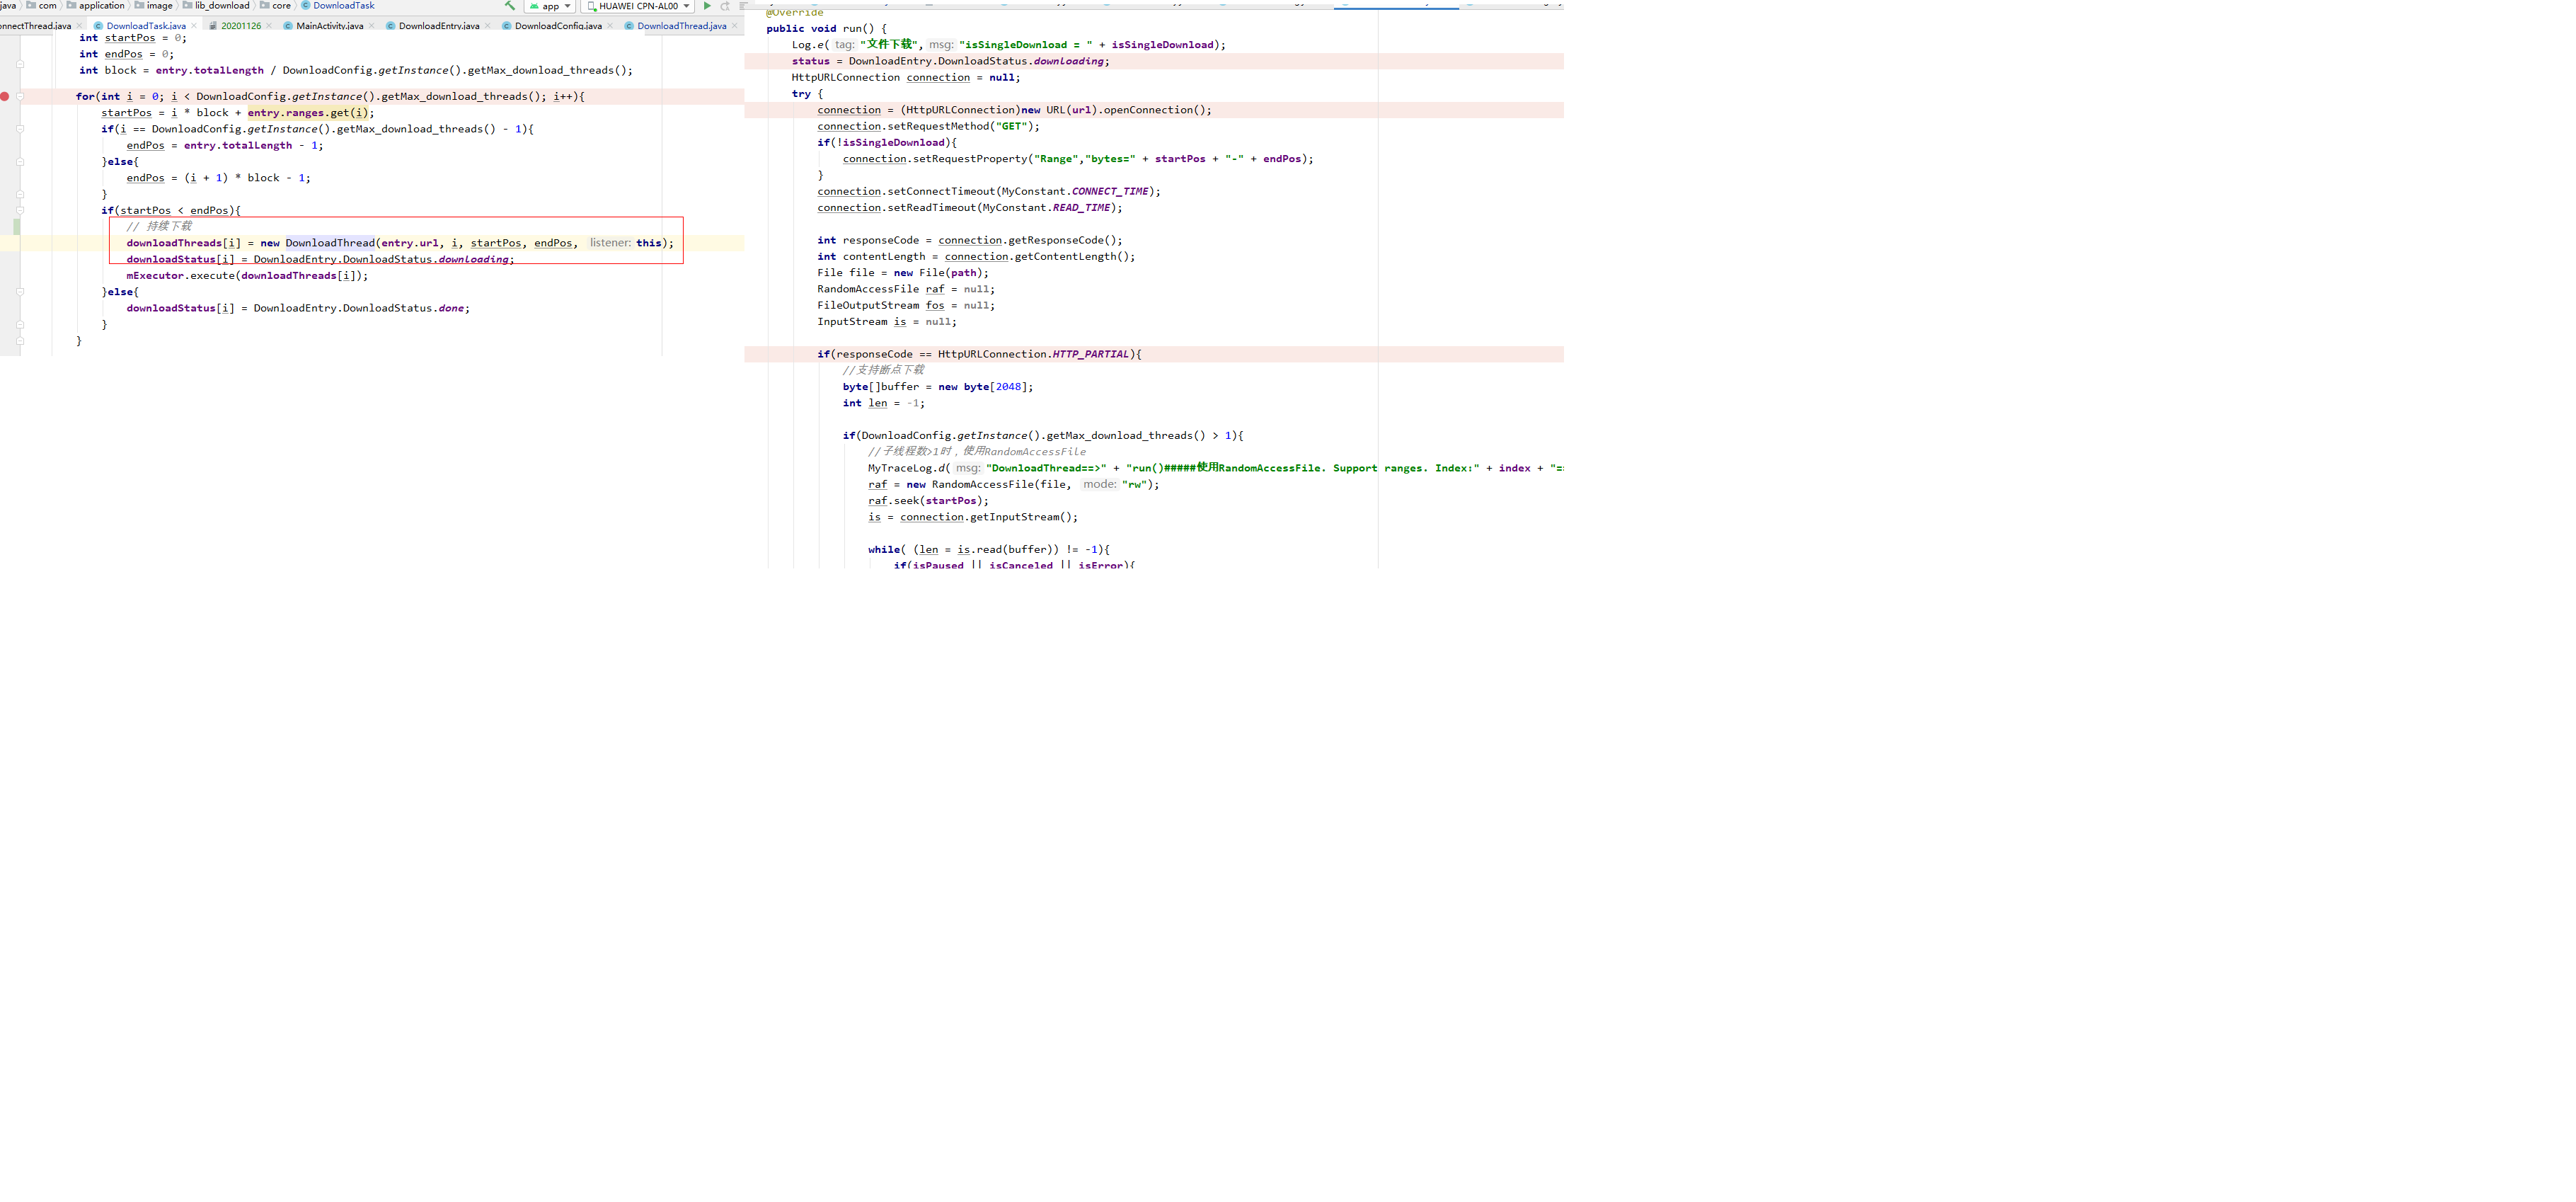 java com application image lib_download core DownloadTask app HUAWEI CPN-AL00
onnectThread.java DownloadTask.java 20201126 MainActivity.java DownloadEntry.java DownloadConfig.java DownloadThread.java
int startPos = 0;
int endPos = 0;
int block = entry.totalLength / DownloadConfig.getInstance().getMax_download_threads();
for(int i = 0; i < DownloadConfig.getInstance().getMax_download_threads(); i++){
startPos = i * block + entry.ranges.get(i);
if(i == DownloadConfig.getInstance().getMax_download_threads() - 1){
endPos = entry.totalLength - 1;
}else{
endPos = (i + 1) * block - 1;
}
if(startPos < endPos){
// 持续下载
downloadThreads[i] = new DownloadThread(entry.url, i, startPos, endPos, listener: this);
downloadStatus[i] = DownloadEntry.DownloadStatus.downloading;
mExecutor.execute(downloadThreads[i]);
}else{
downloadStatus[i] = DownloadEntry.DownloadStatus.done;
}
}
@Override
public void run() {
Log.e( tag: "文件下载", msg: "isSingleDownload = " + isSingleDownload);
status = DownloadEntry.DownloadStatus.downloading;
HttpURLConnection connection = null;
try {
connection = (HttpURLConnection)new URL(url).openConnection();
connection.setRequestMethod("GET");
if(!isSingleDownload){
connection.setRequestProperty("Range","bytes=" + startPos + "-" + endPos);
}
connection.setConnectTimeout(MyConstant.CONNECT_TIME);
connection.setReadTimeout(MyConstant.READ_TIME);
int responseCode = connection.getResponseCode();
int contentLength = connection.getContentLength();
File file = new File(path);
RandomAccessFile raf = null;
FileOutputStream fos = null;
InputStream is = null;
if(responseCode == HttpURLConnection.HTTP_PARTIAL){
//支持断点下载
byte[]buffer = new byte[2048];
int len = -1;
if(DownloadConfig.getInstance().getMax_download_threads() > 1){
//子线程数>1时，使用RandomAccessFile
MyTraceLog.d( msg: "DownloadThread==>" + "run()#####使用RandomAccessFile. Support ranges. Index:" + index + "==
raf = new RandomAccessFile(file, mode: "rw");
raf.seek(startPos);
is = connection.getInputStream();
while( (len = is.read(buffer)) != -1){
if(isPaused || isCanceled || isError){